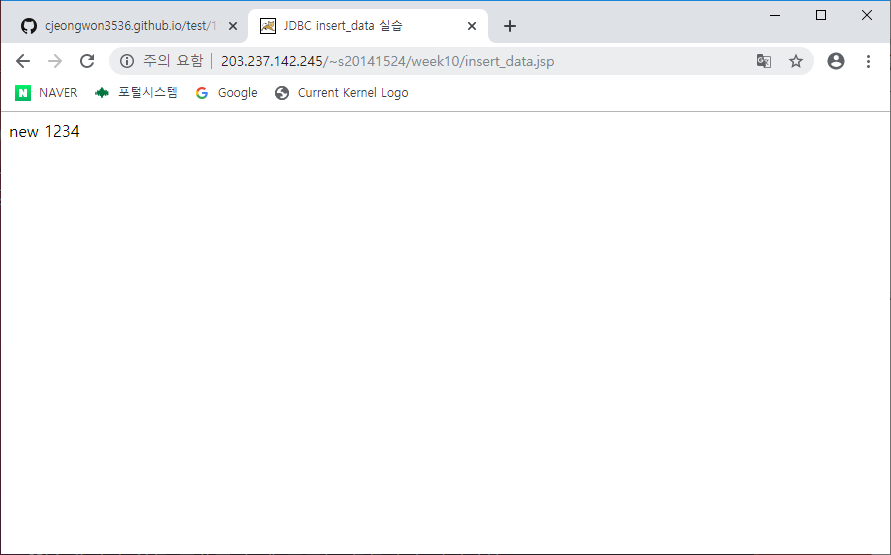 cjeongwon3536.github.io/test/1
JDBC insert_data 실습
주의 요함 | 203.237.142.245/~s20141524/week10/insert_data.jsp
NAVER 포털시스템 Google Current Kernel Logo
new 1234